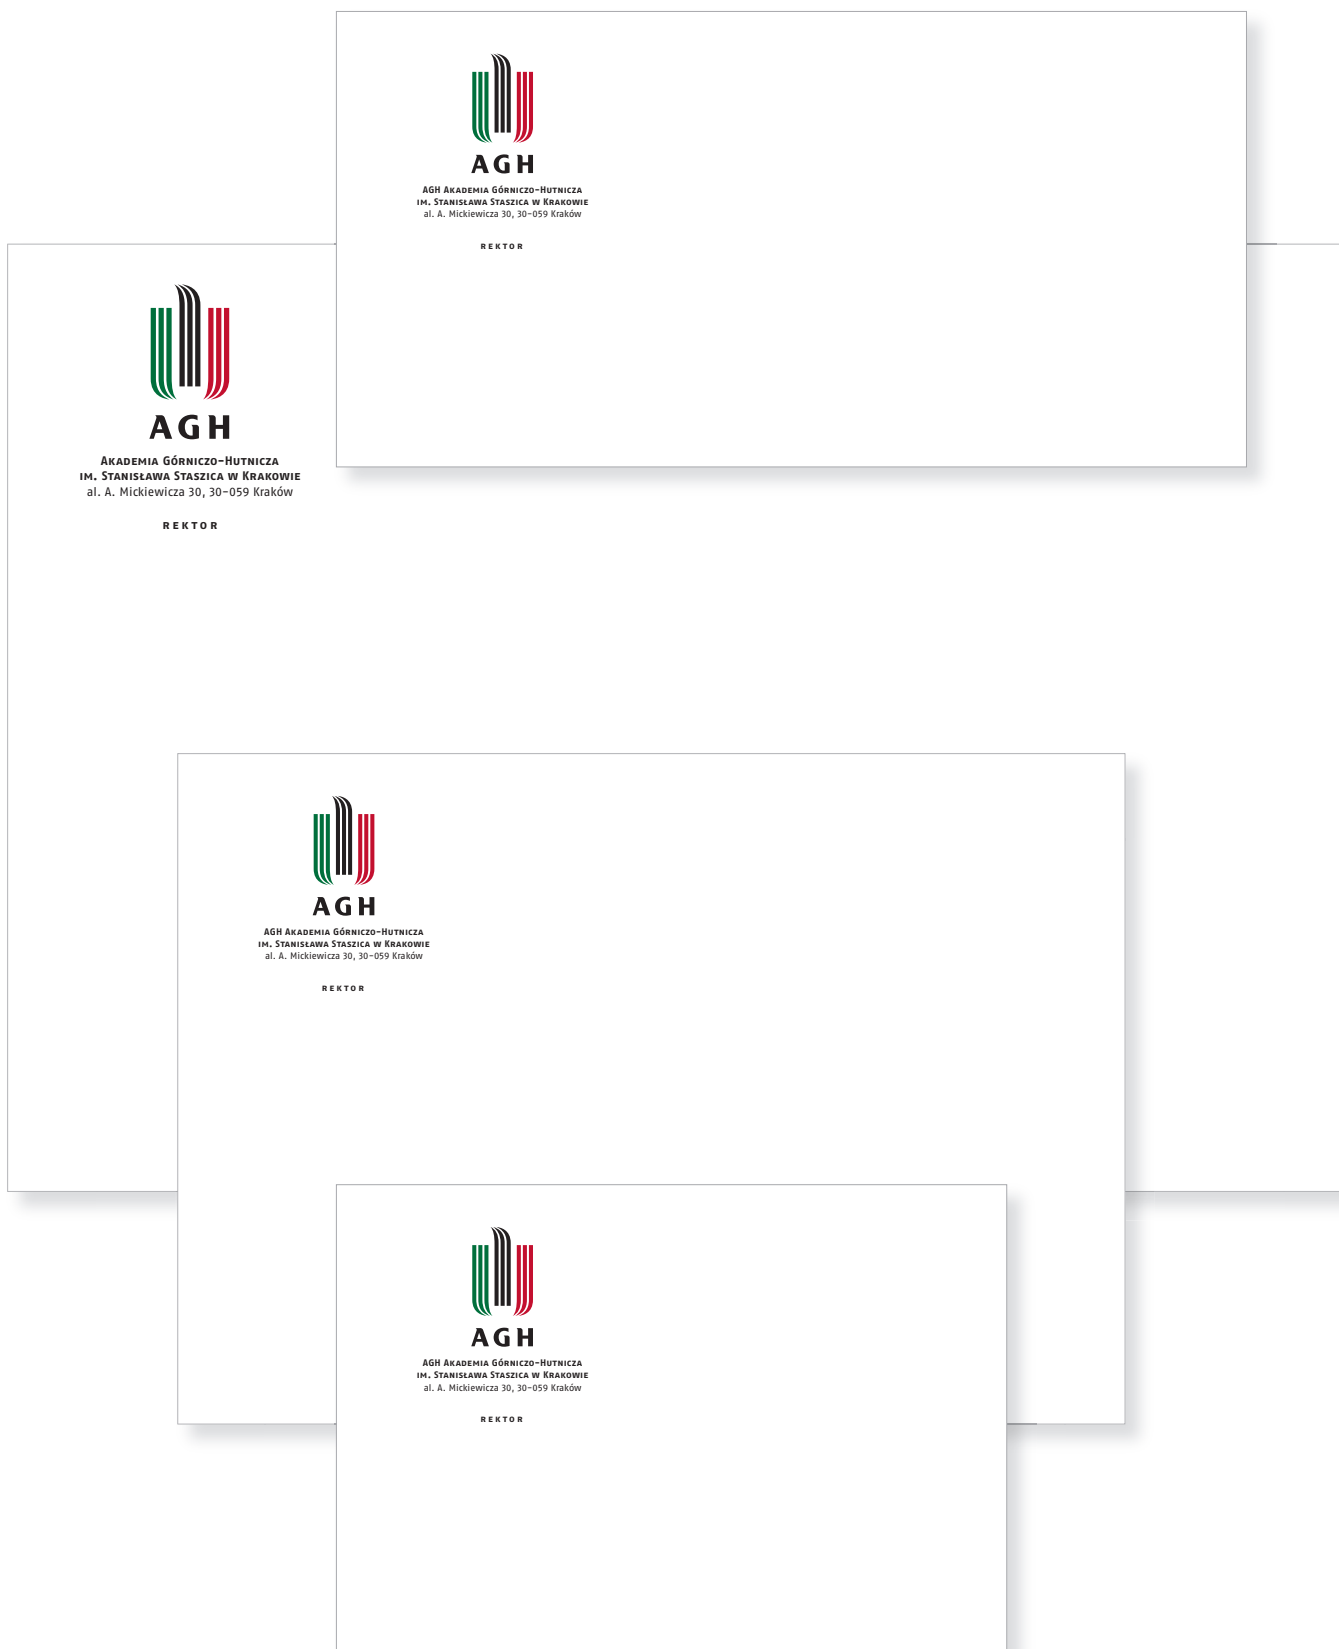 AGH
AGH AKADEMIA GÓRNICZO-HUTNICZA
IM. STANISŁAWA STASZICA W KRAKOWIE
al. A. Mickiewicza 30, 30-059 Kraków
REKTOR
AGH
AKADEMIA GÓRNICZO-HUTNICZA
IM. STANISŁAWA STASZICA W KRAKOWIE
al. A. Mickiewicza 30, 30-059 Kraków
REKTOR
AGH
AGH AKADEMIA GÓRNICZO-HUTNICZA
IM. STANISŁAWA STASZICA W KRAKOWIE
al. A. Mickiewicza 30, 30-059 Kraków
REKTOR
AGH
AGH AKADEMIA GÓRNICZO-HUTNICZA
IM. STANISŁAWA STASZICA W KRAKOWIE
al. A. Mickiewicza 30, 30-059 Kraków
REKTOR